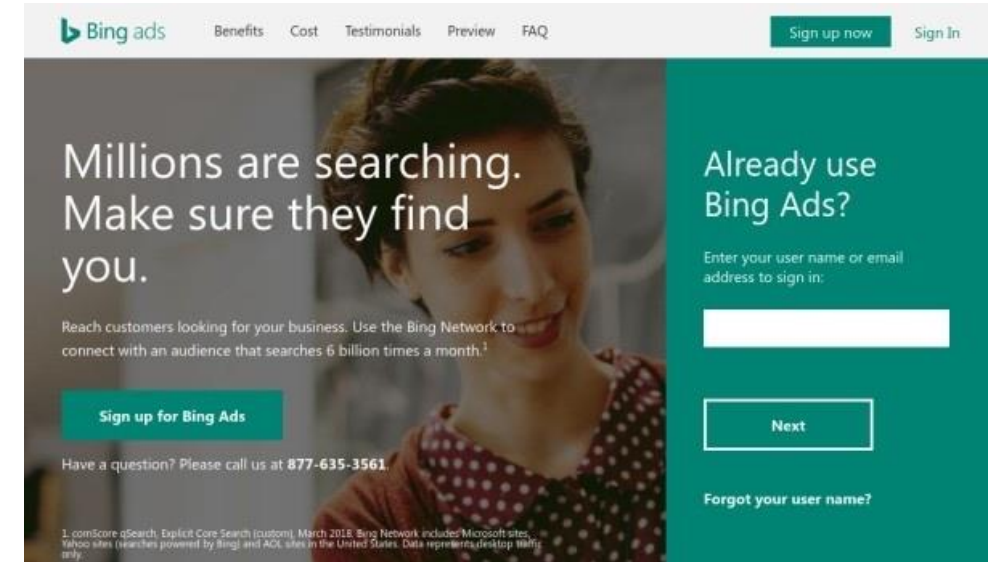 Bing ads
Benefits Cost Testimonials Preview FAQ
Sign up now
Sign In
Millions are searching.
Make sure they find
you.
Reach customers looking for your business. Use the Bing Network to
connect with an audience that searches 6 billion times a month.1
Sign up for Bing Ads
Have a question? Please call us at 877-635-3561.
1. comScore qSearch, Explicit Core Search (custom), March 2018. Bing Network includes Microsoft sites,
Yahoo sites (searches powered by Bing) and AOL sites in the United States. Data represents desktop traffic
only.
Already use
Bing Ads?
Enter your user name or email
address to sign in:
Next
Forgot your user name?